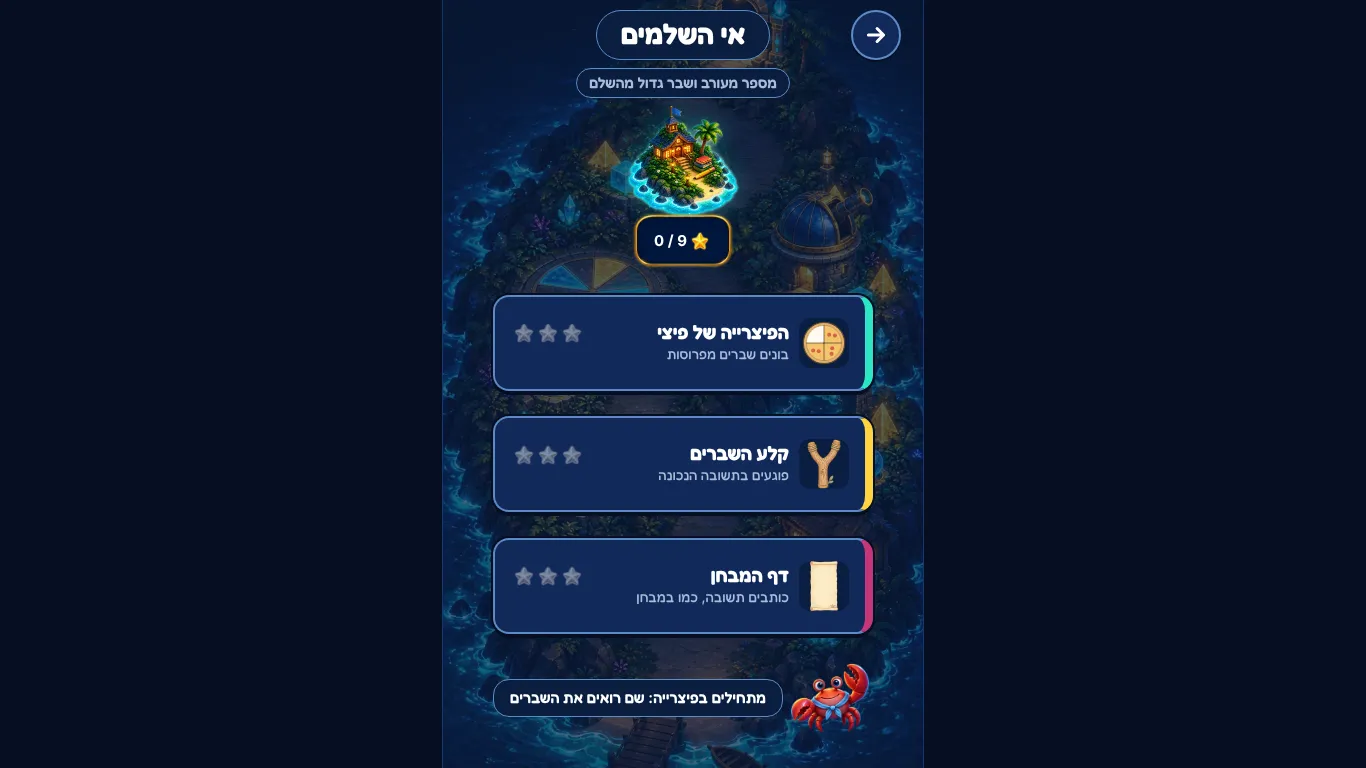 אי השלמים
מספר מעורב ושבר גדול מהשלם
0 / 9
הפיצרייה של פיצי
בונים שברים מפרוסות
קלע השברים
פוגעים בתשובה הנכונה
דף המבחן
כותבים תשובה, כמו במבחן
מתחילים בפיצרייה: שם רואים את השברים